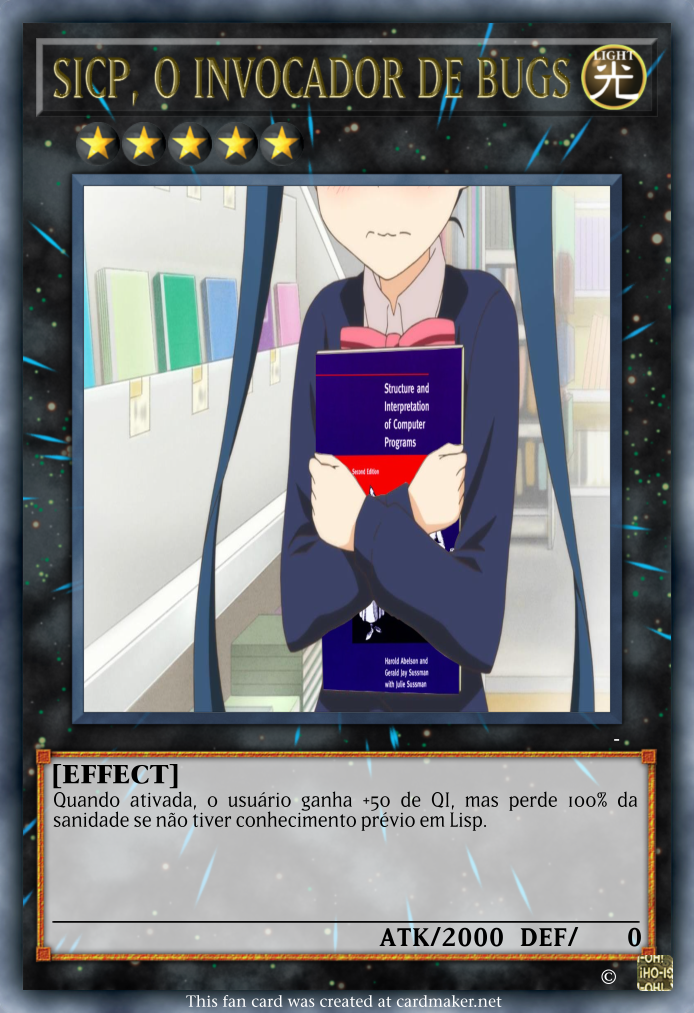 SICP, O INVOCADOR DE BUGS
LIGHT
光
Structure and
Interpretation
of Computer
Programs
Second Edition
Harold Abelson and
Gerald Jay Sussman
with Julie Sussman
-
[EFFECT]
Quando ativada, o usuário ganha +50 de QI, mas perde 100% da
sanidade se não tiver conhecimento prévio em Lisp.
ATK/2000 DEF/ 0
©
This fan card was created at cardmaker.net